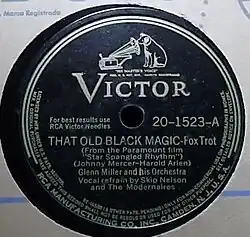 Marca Registrada
"HIS MASTER'S VOICE"
VICTOR
For best results use
RCA Victor Needles
20-1523-A
THAT OLD BLACK MAGIC-Fox Trot
(From the Paramount film
"Star Spangled Rhythm")
(Johnny Mercer-Harold Arlen)
Glenn Miller and his Orchestra
Vocal refrain by Skip Nelson
and The Modernaires
RCA MANUFACTURING CO., INC. CAMDEN, N. J., U. S. A.